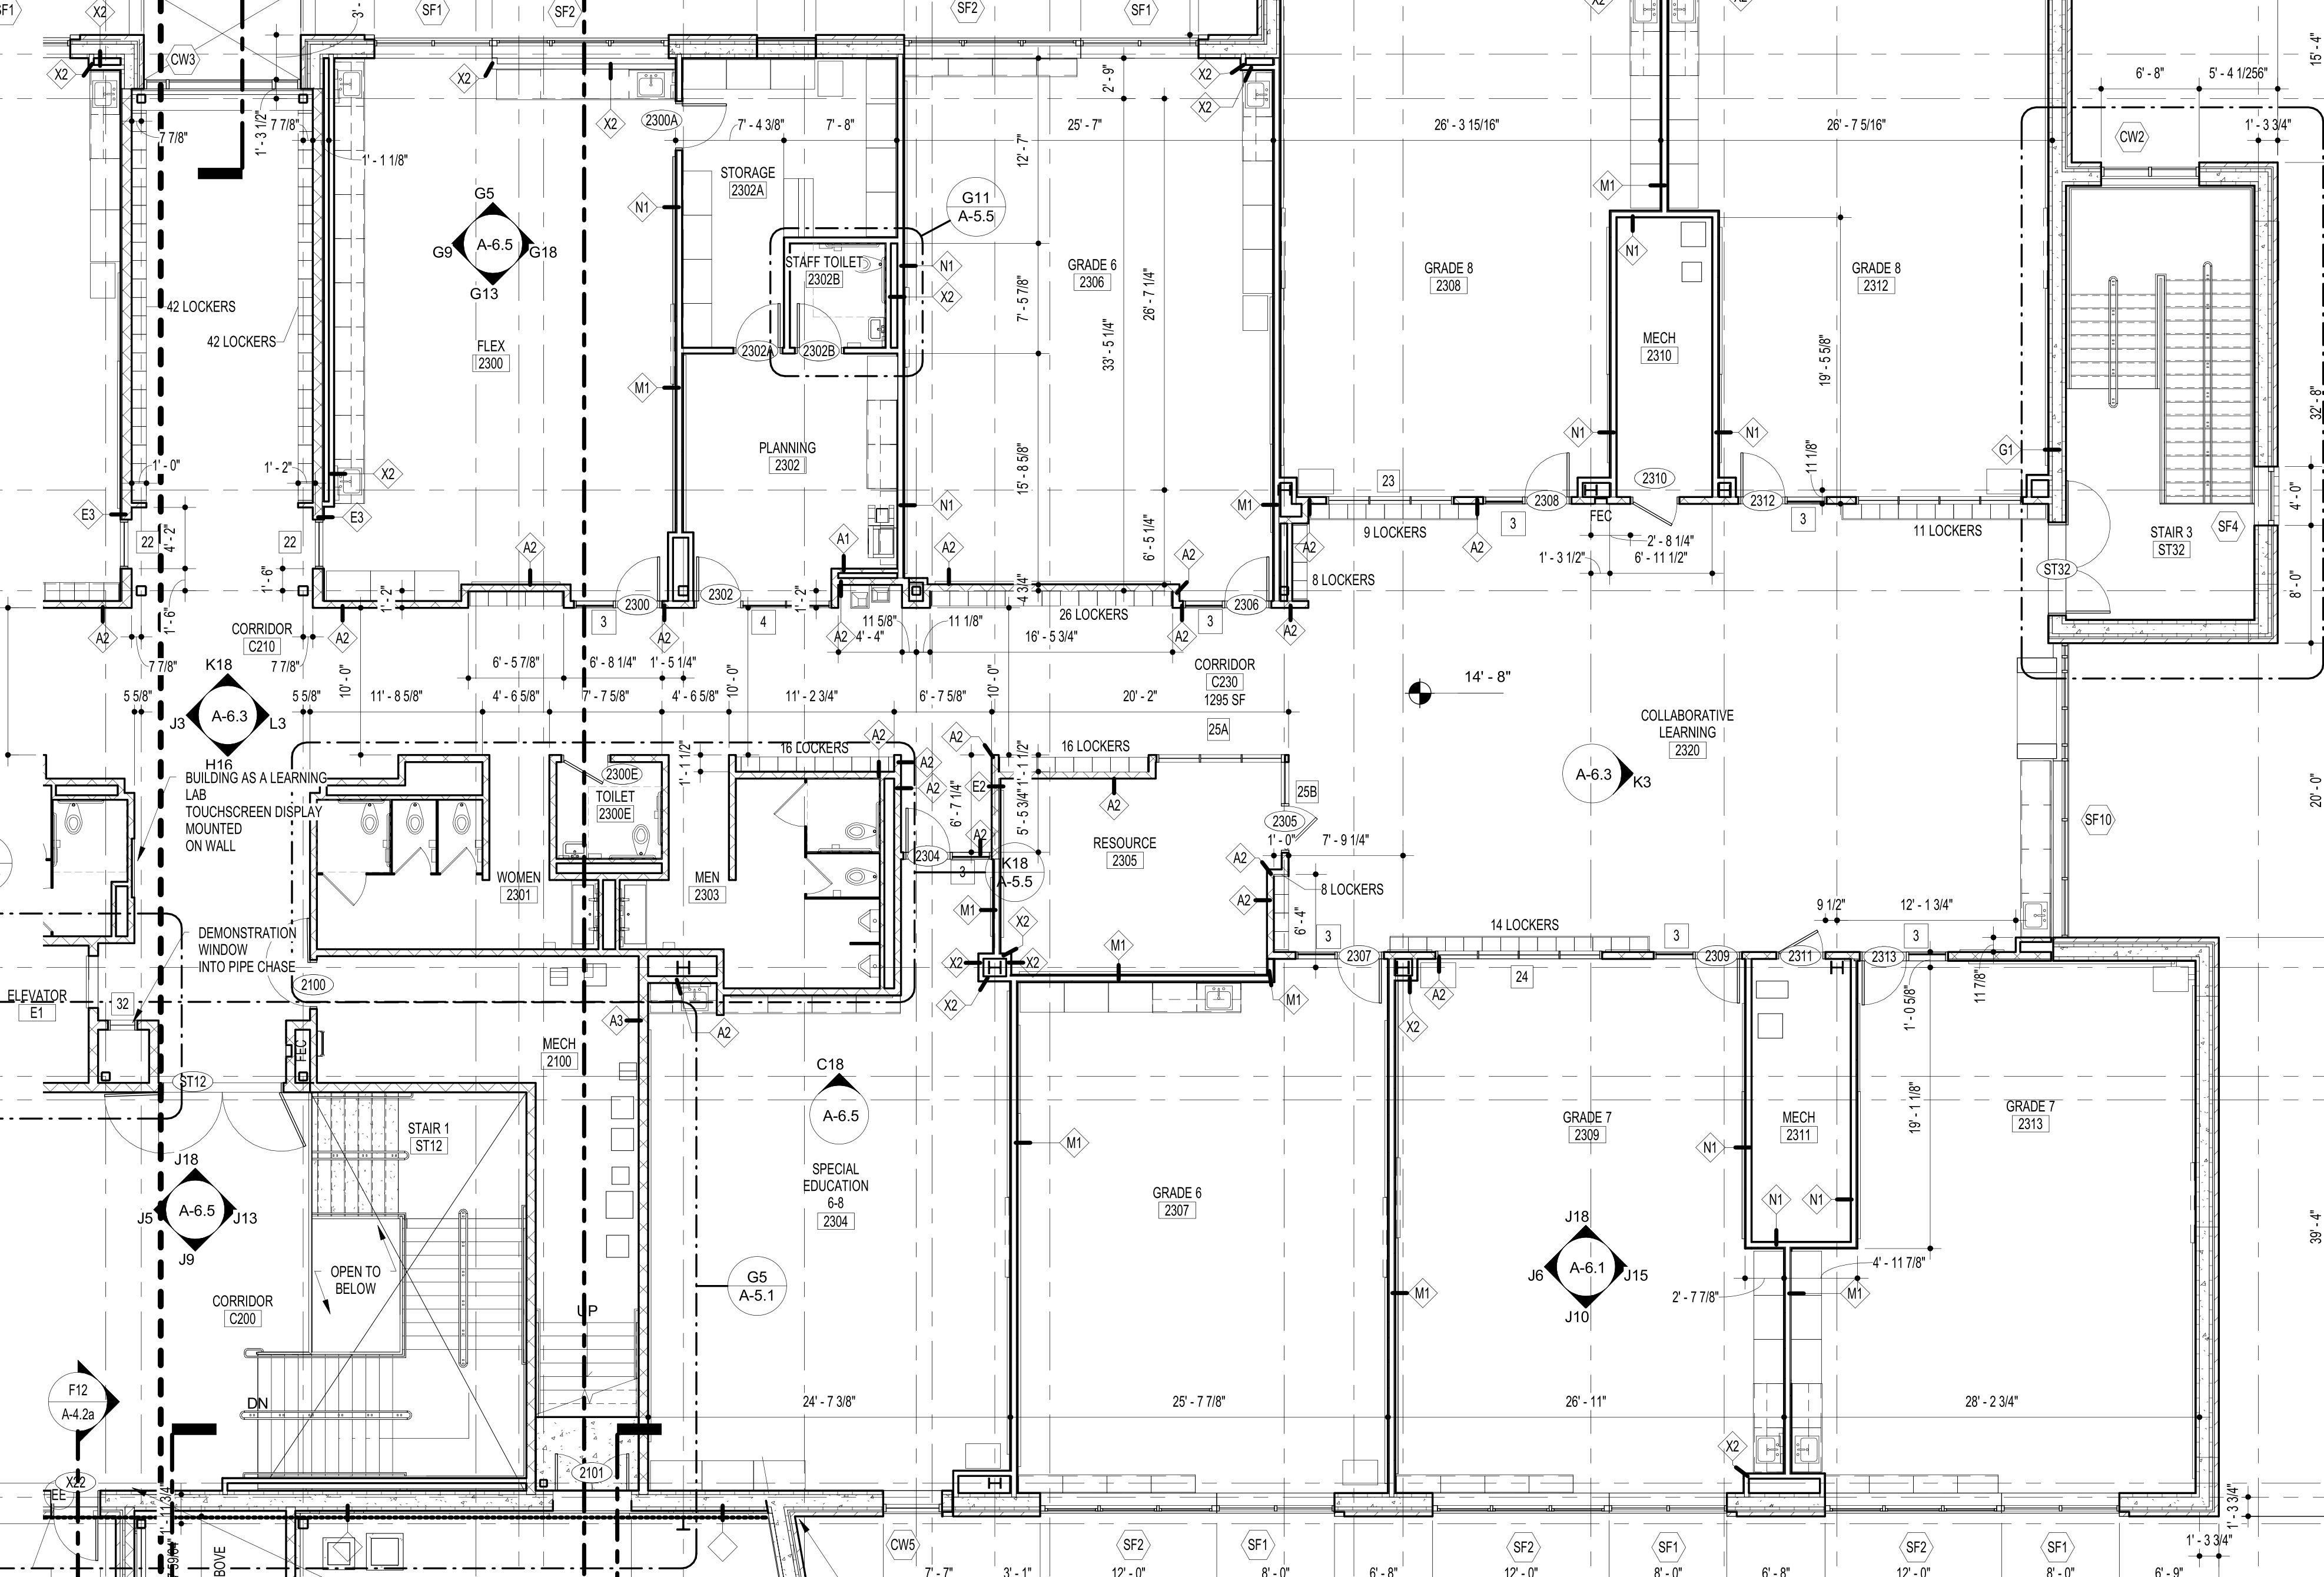 SF1
X2
CW3
3'-
SF1
SF2
SF2
SF1
X2
X2
15' - 4"
6' - 8"
5' - 4 1/256"
X2
X2
X2
X2
X2
2' - 9"
7 7/8"
7 7/8"
1' - 3 1/2"
1' - 1 1/8"
2300A
7' - 4 3/8"
7' - 8"
25' - 7"
26' - 3 15/16"
26' - 7 5/16"
CW2
1' - 3 3/4"
12' - 7"
STORAGE
2302A
M1
G5
G9
A-6.5
G18
G13
N1
G11
A-5.5
N1
STAFF TOILET
2302B
N1
X2
GRADE 6
2306
GRADE 8
2308
GRADE 8
2312
42 LOCKERS
42 LOCKERS
7' - 5 7/8"
26' - 7 1/4"
33' - 5 1/4"
FLEX
2300
2302A
2302B
MECH
2310
19' - 5 5/8"
M1
32' - 8"
PLANNING
2302
N1
N1
G1
1' - 0"
1' - 2"
X2
15' - 8 5/8"
11 1/8"
23
2308
2310
2312
4' - 0"
E3
E3
N1
M1
FEC
3
3
9 LOCKERS
11 LOCKERS
STAIR 3
ST32
SF4
22
4' - 2"
22
A2
A1
A2
A2
6' - 5 1/4"
A2
A2
2' - 8 1/4"
1' - 3 1/2"
6' - 11 1/2"
8 LOCKERS
ST32
8' - 0"
1' - 6"
1' - 6"
1' - 2"
2300
2302
1' - 2"
4 3/4"
26 LOCKERS
2306
3
4
3
A2
CORRIDOR
C210
A2
A2
A2
11 5/8"
4' - 4"
11 1/8"
16' - 5 3/4"
A2
A2
7 7/8"
7 7/8"
6' - 5 7/8"
6' - 8 1/4"
1' - 5 1/4"
CORRIDOR
C230
1295 SF
14' - 8"
K18
J3
A-6.3
L3
H16
5 5/8"
5 5/8"
10' - 0"
11' - 8 5/8"
4' - 6 5/8"
7' - 7 5/8"
4' - 6 5/8"
10' - 0"
11' - 2 3/4"
6' - 7 5/8"
10' - 0"
20' - 2"
25A
COLLABORATIVE
LEARNING
2320
A2
A2
16 LOCKERS
16 LOCKERS
BUILDING AS A LEARNING
LAB
TOUCHSCREEN DISPLAY
MOUNTED
ON WALL
2300E
TOILET
2300E
1' - 1 1/2"
A2
A2
6' - 7 1/4"
E2
5' - 5 3/4"
1' - 1 1/2"
A2
25B
A-6.3
K3
20' - 0"
A2
2304
3
2305
RESOURCE
2305
1' - 0"
7' - 9 1/4"
SF10
K18
A-5.5
A2
8 LOCKERS
WOMEN
2301
MEN
2303
A2
M1
X2
6' - 4"
9 1/2"
12' - 1 3/4"
DEMONSTRATION
WINDOW
INTO PIPE CHASE
14 LOCKERS
3
3
3
2307
2309
2311
2313
M1
X2
X2
X2
ELEVATOR
E1
32
2100
M1
X2
A2
24
1' - 0 5/8"
11 7/8"
A3
A2
FEC
MECH
2100
ST12
C18
A-6.5
STAIR 1
ST12
GRADE 7
2309
MECH
2311
19' - 1 1/8"
GRADE 7
2313
M1
N1
J18
J5
A-6.5
J13
J9
SPECIAL
EDUCATION
6-8
2304
GRADE 6
2307
N1
N1
39' - 4"
J18
J6
A-6.1
J15
J10
OPEN TO
BELOW
CORRIDOR
C200
G5
A-5.1
M1
4' - 11 7/8"
2' - 7 7/8"
M1
UP
F12
A-4.2a
DN
24' - 7 3/8"
25' - 7 7/8"
26' - 11"
28' - 2 3/4"
X2
X22
EE
1' - 11 3/4"
2101
1' - 3 3/4"
1' - 3 3/4"
CW5
SF2
SF1
SF2
SF1
SF2
SF1
BOVE
7' - 7"
3' - 1"
12' - 0"
8' - 0"
6' - 8"
12' - 0"
8' - 0"
6' - 8"
12' - 0"
8' - 0"
6' - 9"